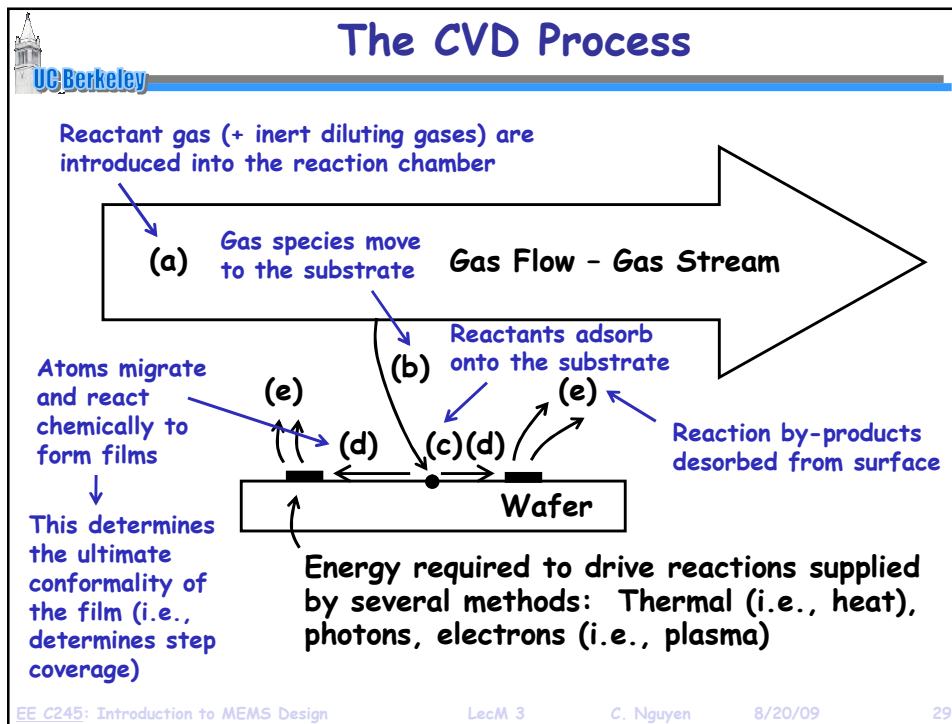 The CVD Process
UC Berkeley
Reactant gas (+ inert diluting gases) are
introduced into the reaction chamber
(a)
Gas species move
to the substrate
Gas Flow – Gas Stream
Reactants adsorb
onto the substrate
(b)
Atoms migrate
and react
chemically to
form films
(e)
(e)
(d)
(c)(d)
Reaction by-products
desorbed from surface
Wafer
This determines
the ultimate
conformality of
the film (i.e.,
determines step
coverage)
Energy required to drive reactions supplied
by several methods: Thermal (i.e., heat),
photons, electrons (i.e., plasma)
EE C245: Introduction to MEMS Design LecM 3 C. Nguyen 8/20/09 29